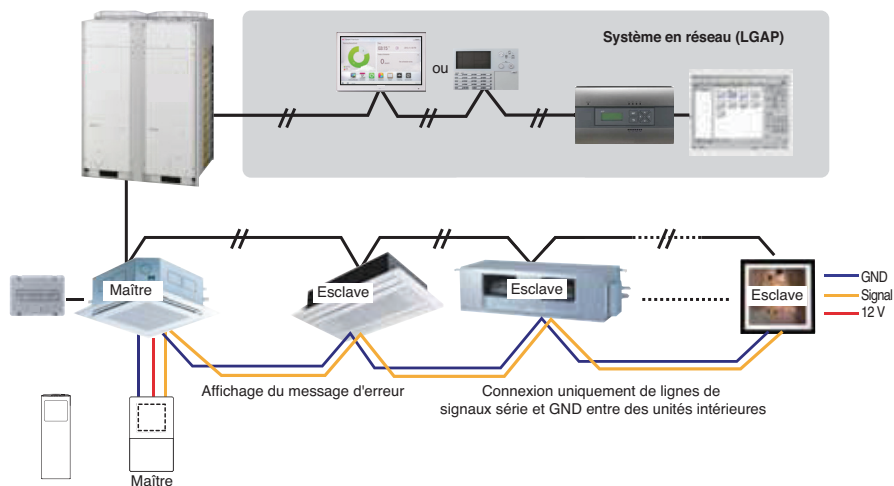 Système en réseau (LGAP)
ou
Maître
Esclave
Esclave
Esclave
GND
Signal
12 V
Affichage du message d'erreur
Connexion uniquement de lignes de
signaux série et GND entre des unités intérieures
Maître